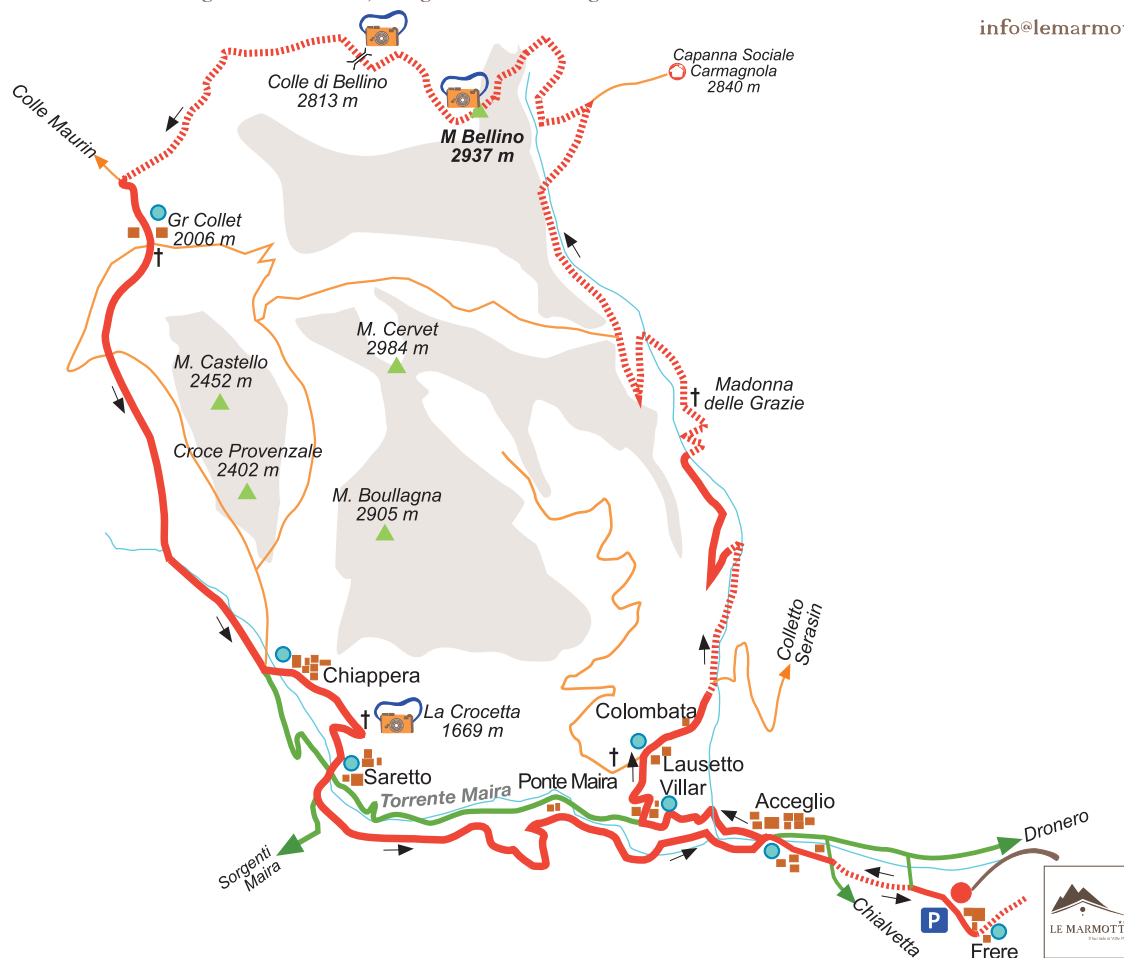 info@lemarmot
Capanna Sociale
Carmagnola
2840 m
Colle di Bellino
2813 m
Colle Maurin
M Bellino
2937 m
Gr Collet
2006 m
M. Cervet
2984 m
M. Castello
2452 m
Madonna
delle Grazie
Croce Provenzale
2402 m
M. Boullagna
2905 m
Colletto
Serasin
Chiappera
La Crocetta
1669 m
Colombata
Saretto
Lausetto
Ponte Maira
Villar
Torrente Maira
Acceglio
Dronero
Sorgenti
Maira
Chialvetta
P
LE MARMOTT
Frere